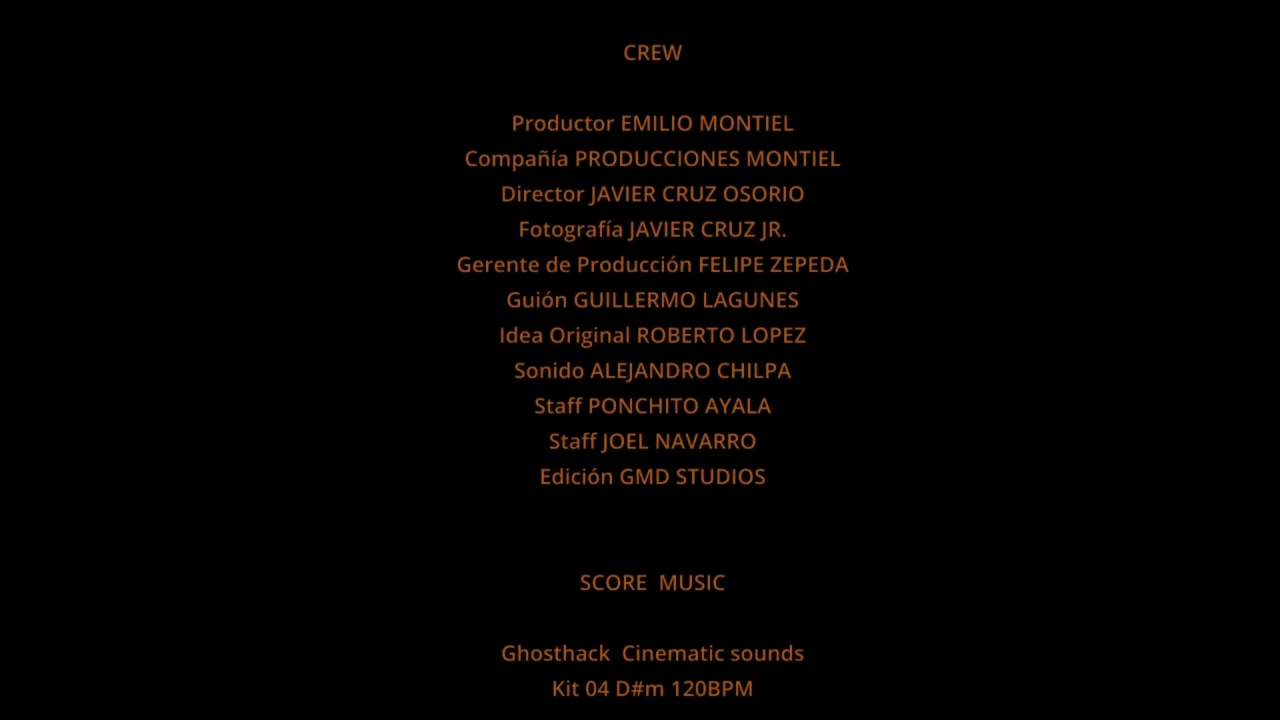 CREW
Productor EMILIO MONTIEL
Compañía PRODUCCIONES MONTIEL
Director JAVIER CRUZ OSORIO
Fotografía JAVIER CRUZ JR.
Gerente de Producción FELIPE ZEPEDA
Guión GUILLERMO LAGUNES
Idea Original ROBERTO LOPEZ
Sonido ALEJANDRO CHILPA
Staff PONCHITO AYALA
Staff JOEL NAVARRO
Edición GMD STUDIOS
SCORE  MUSIC
Ghosthack  Cinematic sounds
Kit 04 D#m 120BPM